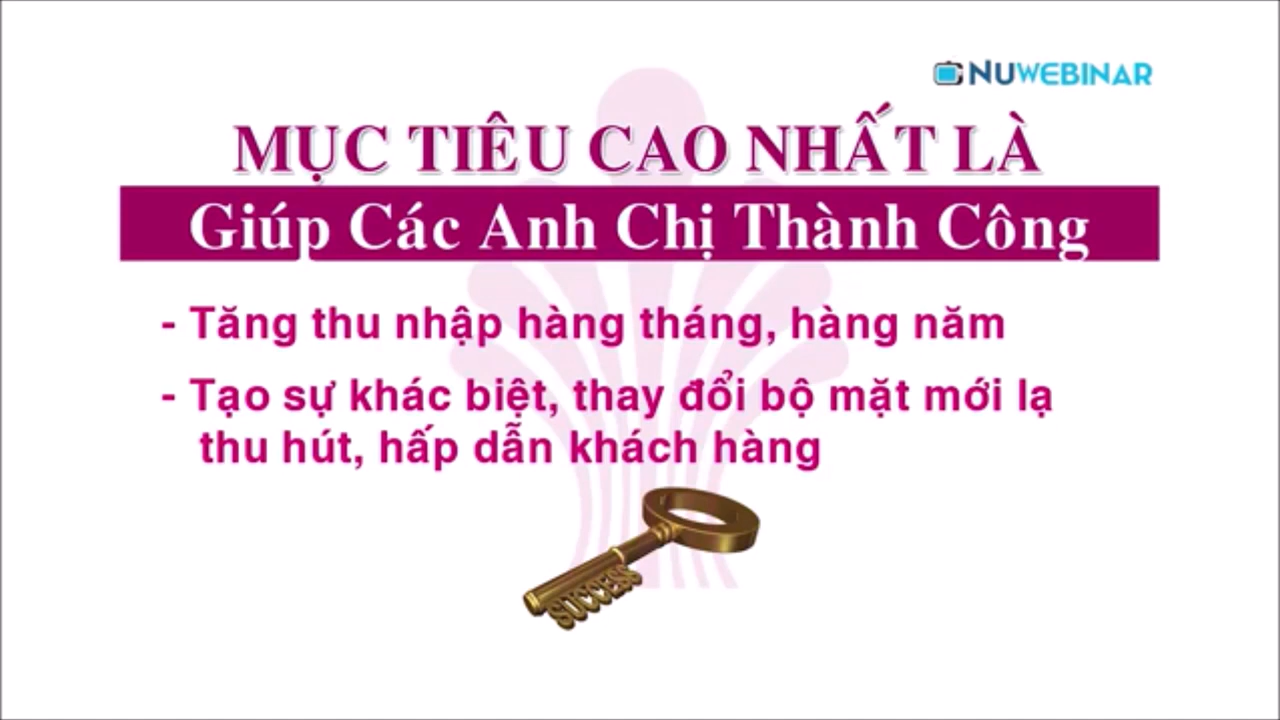 NUWEBINAR
MỤC TIÊU CAO NHẤT LÀ
Giúp Các Anh Chị Thành Công
- Tăng thu nhập hàng tháng, hàng năm
- Tạo sự khác biệt, thay đổi bộ mặt mới lạ
thu hút, hấp dẫn khách hàng
SUCCESS